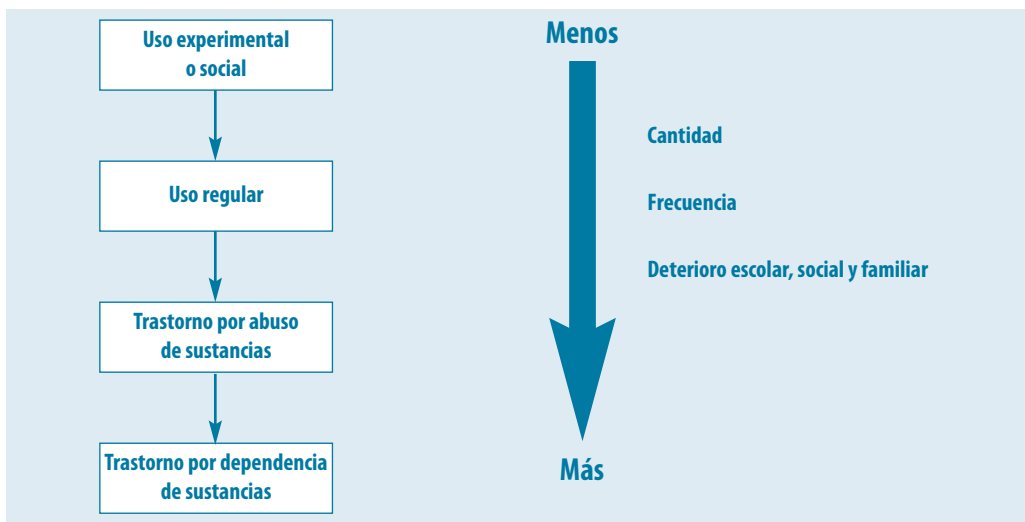 Uso experimental
o social
Uso regular
Trastorno por abuso
de sustancias
Trastorno por dependencia
de sustancias
Menos
Cantidad
Frecuencia
Deterioro escolar, social y familiar
Más